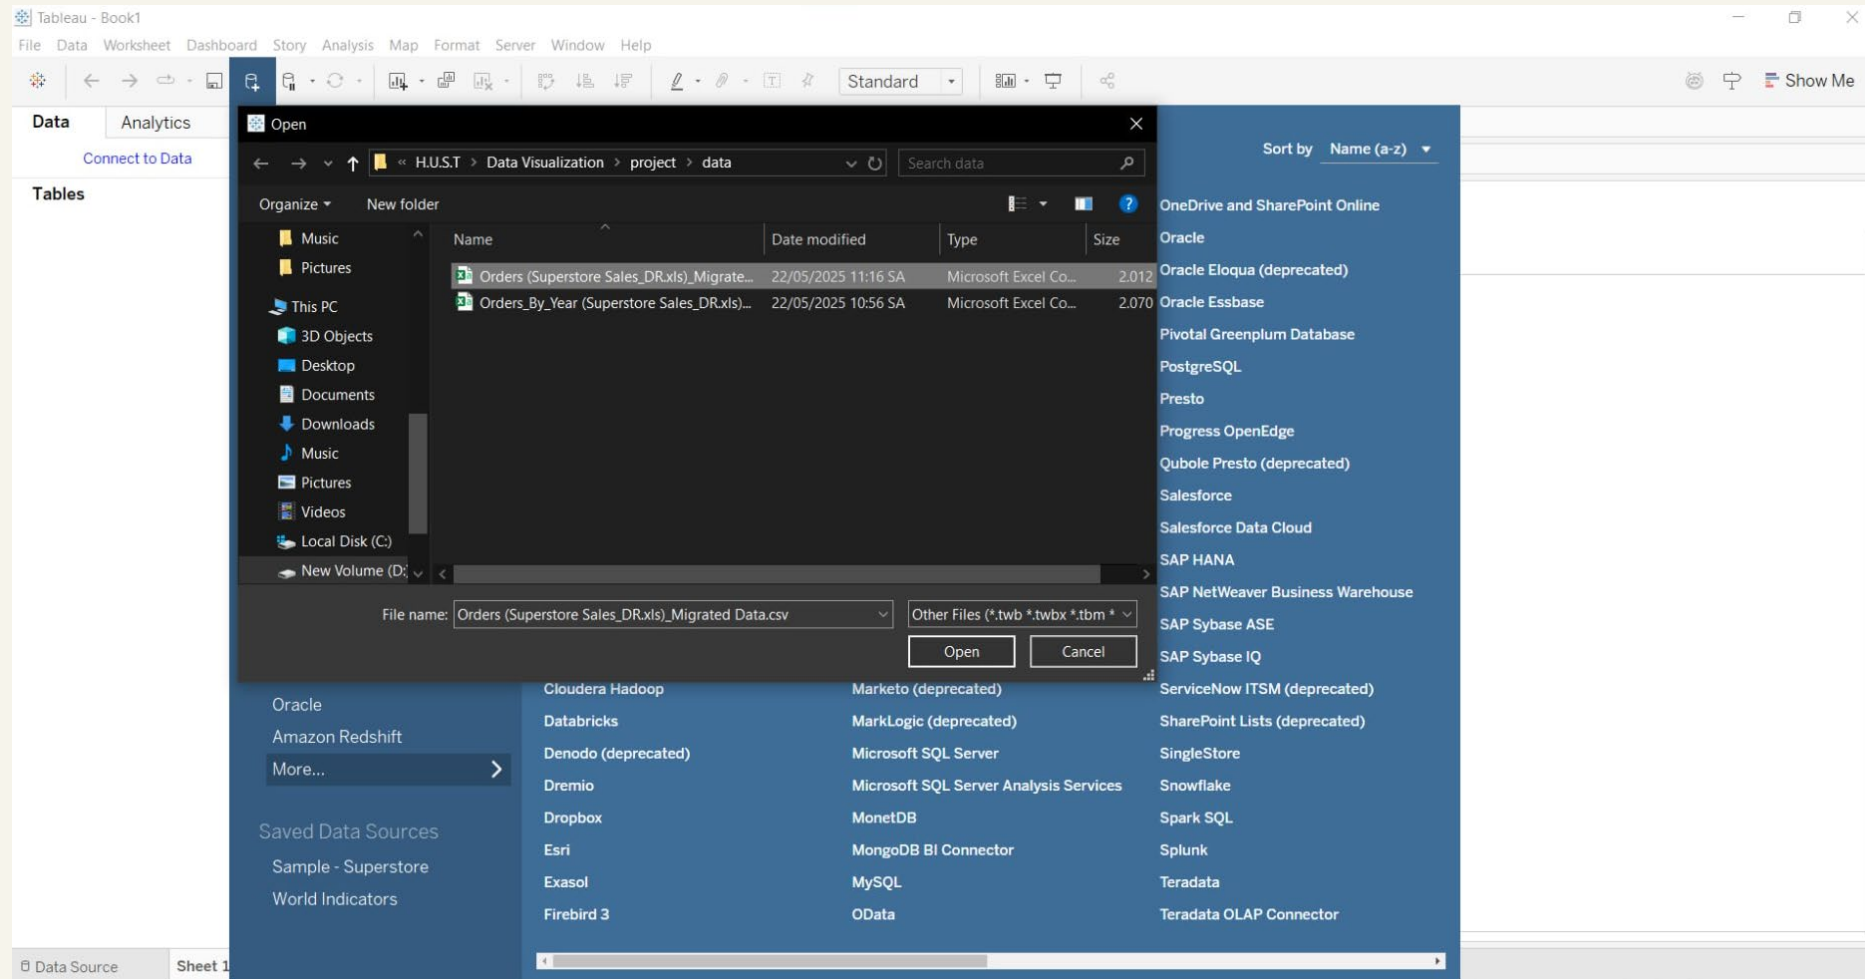 Tableau - Book1
File Data Worksheet Dashboard Story Analysis Map Format Server Window Help
Standard
Show Me
Data Analytics
Connect to Data
Tables
Open
« H.U.S.T > Data Visualization > project > data
Search data
Organize
New folder
Music
Pictures
This PC
3D Objects
Desktop
Documents
Downloads
Music
Pictures
Videos
Local Disk (C:)
New Volume (D:
Name Date modified Type Size
Orders (Superstore Sales_DR.xls)_Migrate... 22/05/2025 11:16 SA Microsoft Excel Co... 2.012
Orders_By_Year (Superstore Sales_DR.xls)... 22/05/2025 10:56 SA Microsoft Excel Co... 2.070
File name: Orders (Superstore Sales_DR.xls)_Migrated Data.csv
Other Files (*.twb *.twbx *.tbm *
Open Cancel
Oracle
Amazon Redshift
More...
Saved Data Sources
Sample - Superstore
World Indicators
Cloudera Hadoop
Databricks
Denodo (deprecated)
Dremio
Dropbox
Esri
Exasol
Firebird 3
Marketo (deprecated)
MarkLogic (deprecated)
Microsoft SQL Server
Microsoft SQL Server Analysis Services
MonetDB
MongoDB BI Connector
MySQL
OData
Sort by Name (a-z)
OneDrive and SharePoint Online
Oracle
Oracle Eloqua (deprecated)
Oracle Essbase
Pivotal Greenplum Database
PostgreSQL
Presto
Progress OpenEdge
Qubole Presto (deprecated)
Salesforce
Salesforce Data Cloud
SAP HANA
SAP NetWeaver Business Warehouse
SAP Sybase ASE
SAP Sybase IQ
ServiceNow ITSM (deprecated)
SharePoint Lists (deprecated)
SingleStore
Snowflake
Spark SQL
Splunk
Teradata
Teradata OLAP Connector
Data Source Sheet 1